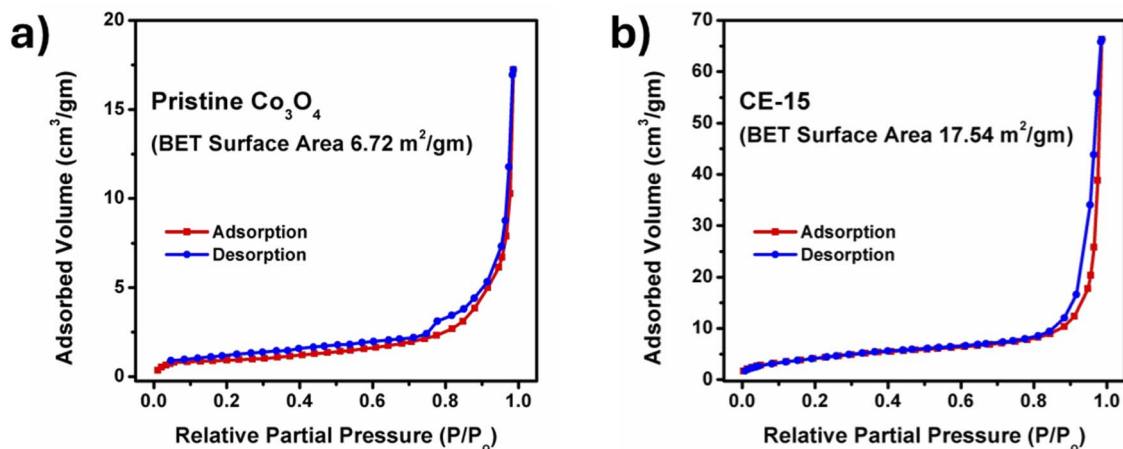 a)
20
15
10
5
0
Adsorbed Volume (cm³/gm)
Pristine Co₃O₄
(BET Surface Area 6.72 m²/gm)
Adsorption
Desorption
0.0 0.2 0.4 0.6 0.8 1.0
Relative Partial Pressure (P/Pₒ)
b)
70
60
50
40
30
20
10
0
Adsorbed Volume (cm³/gm)
CE-15
(BET Surface Area 17.54 m²/gm)
Adsorption
Desorption
0.0 0.2 0.4 0.6 0.8 1.0
Relative Partial Pressure (P/Pₒ)